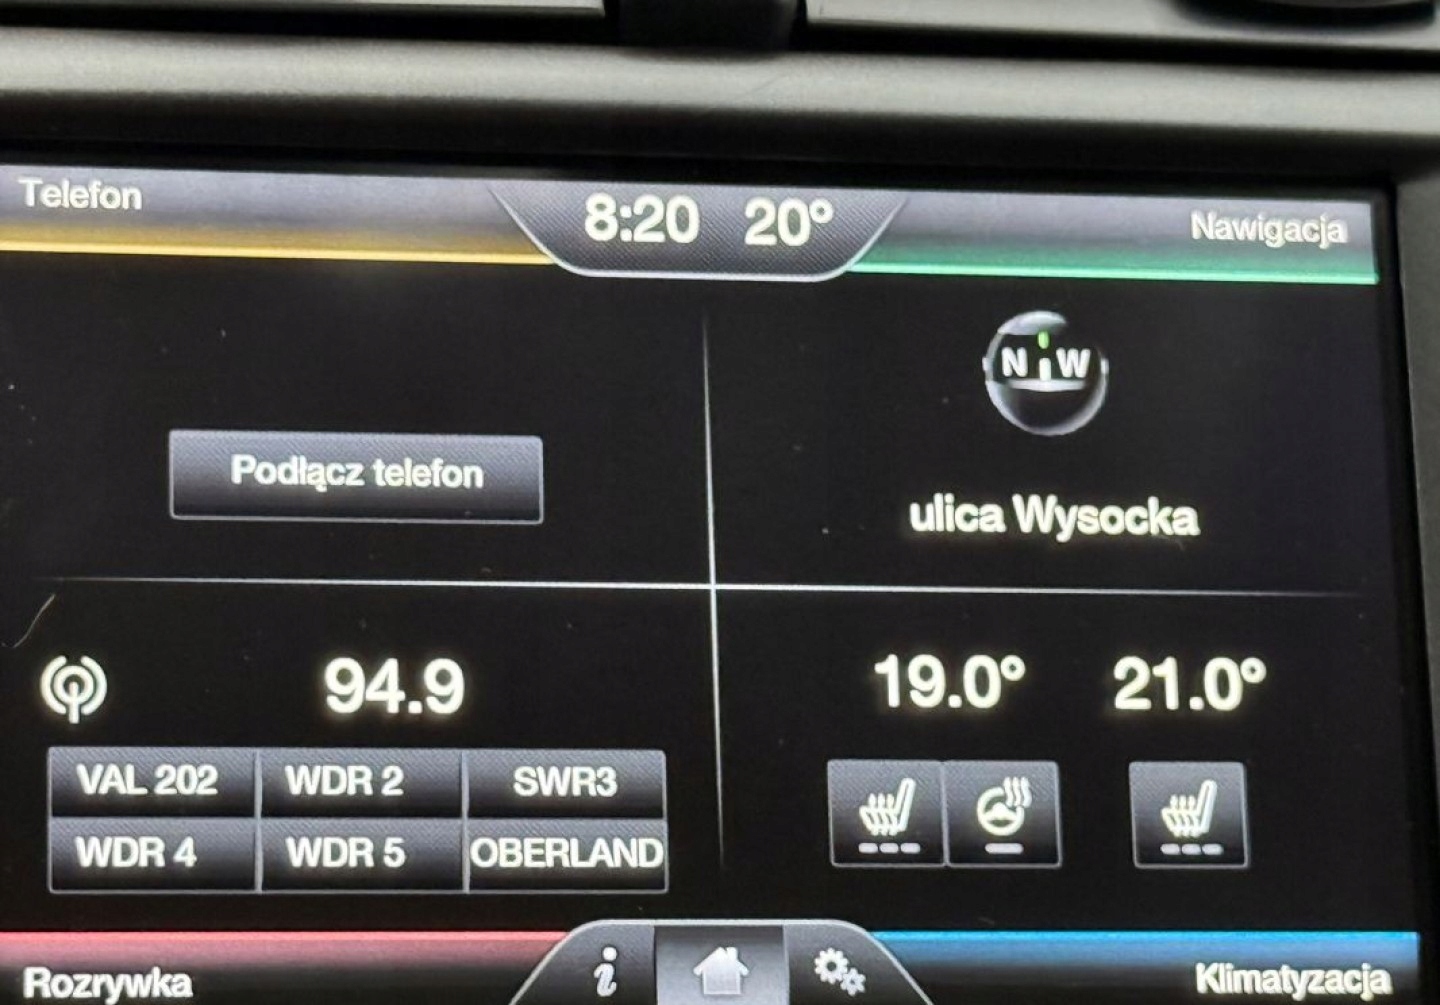 Telefon
8:20 20°
Nawigacja
N W
Podłącz telefon
ulica Wysocka
94.9
19.0° 21.0°
VAL 202 WDR 2 SWR3
WDR 4 WDR 5 OBERLAND
Rozrywka
i
Klimatyzacja